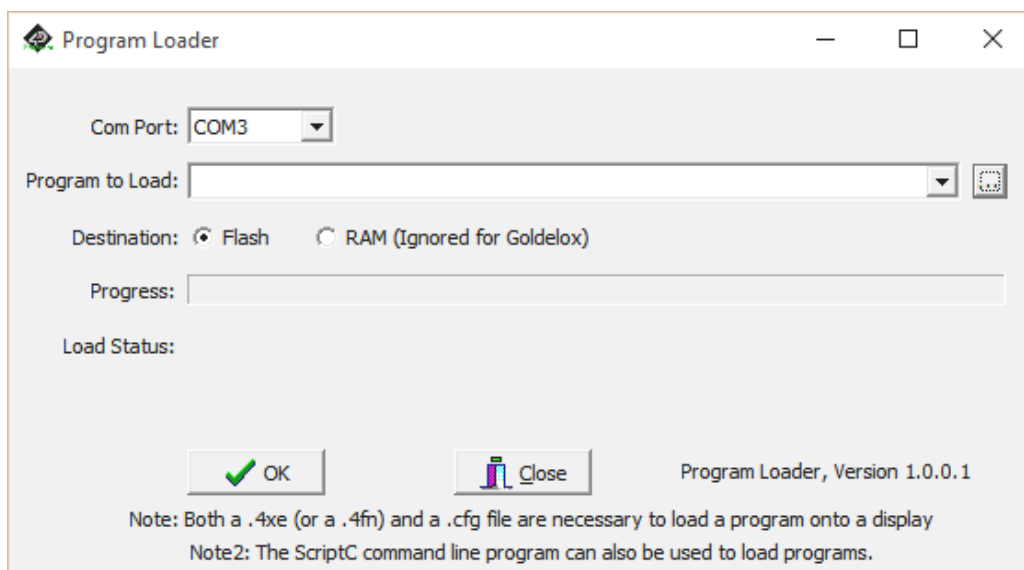 Program Loader
Com Port: COM3
Program to Load:
...
Destination: Flash RAM (Ignored for Goldelox)
Progress:
Load Status:
OK Close Program Loader, Version 1.0.0.1
Note: Both a .4xe (or a .4fn) and a .cfg file are necessary to load a program onto a display
Note2: The ScriptC command line program can also be used to load programs.